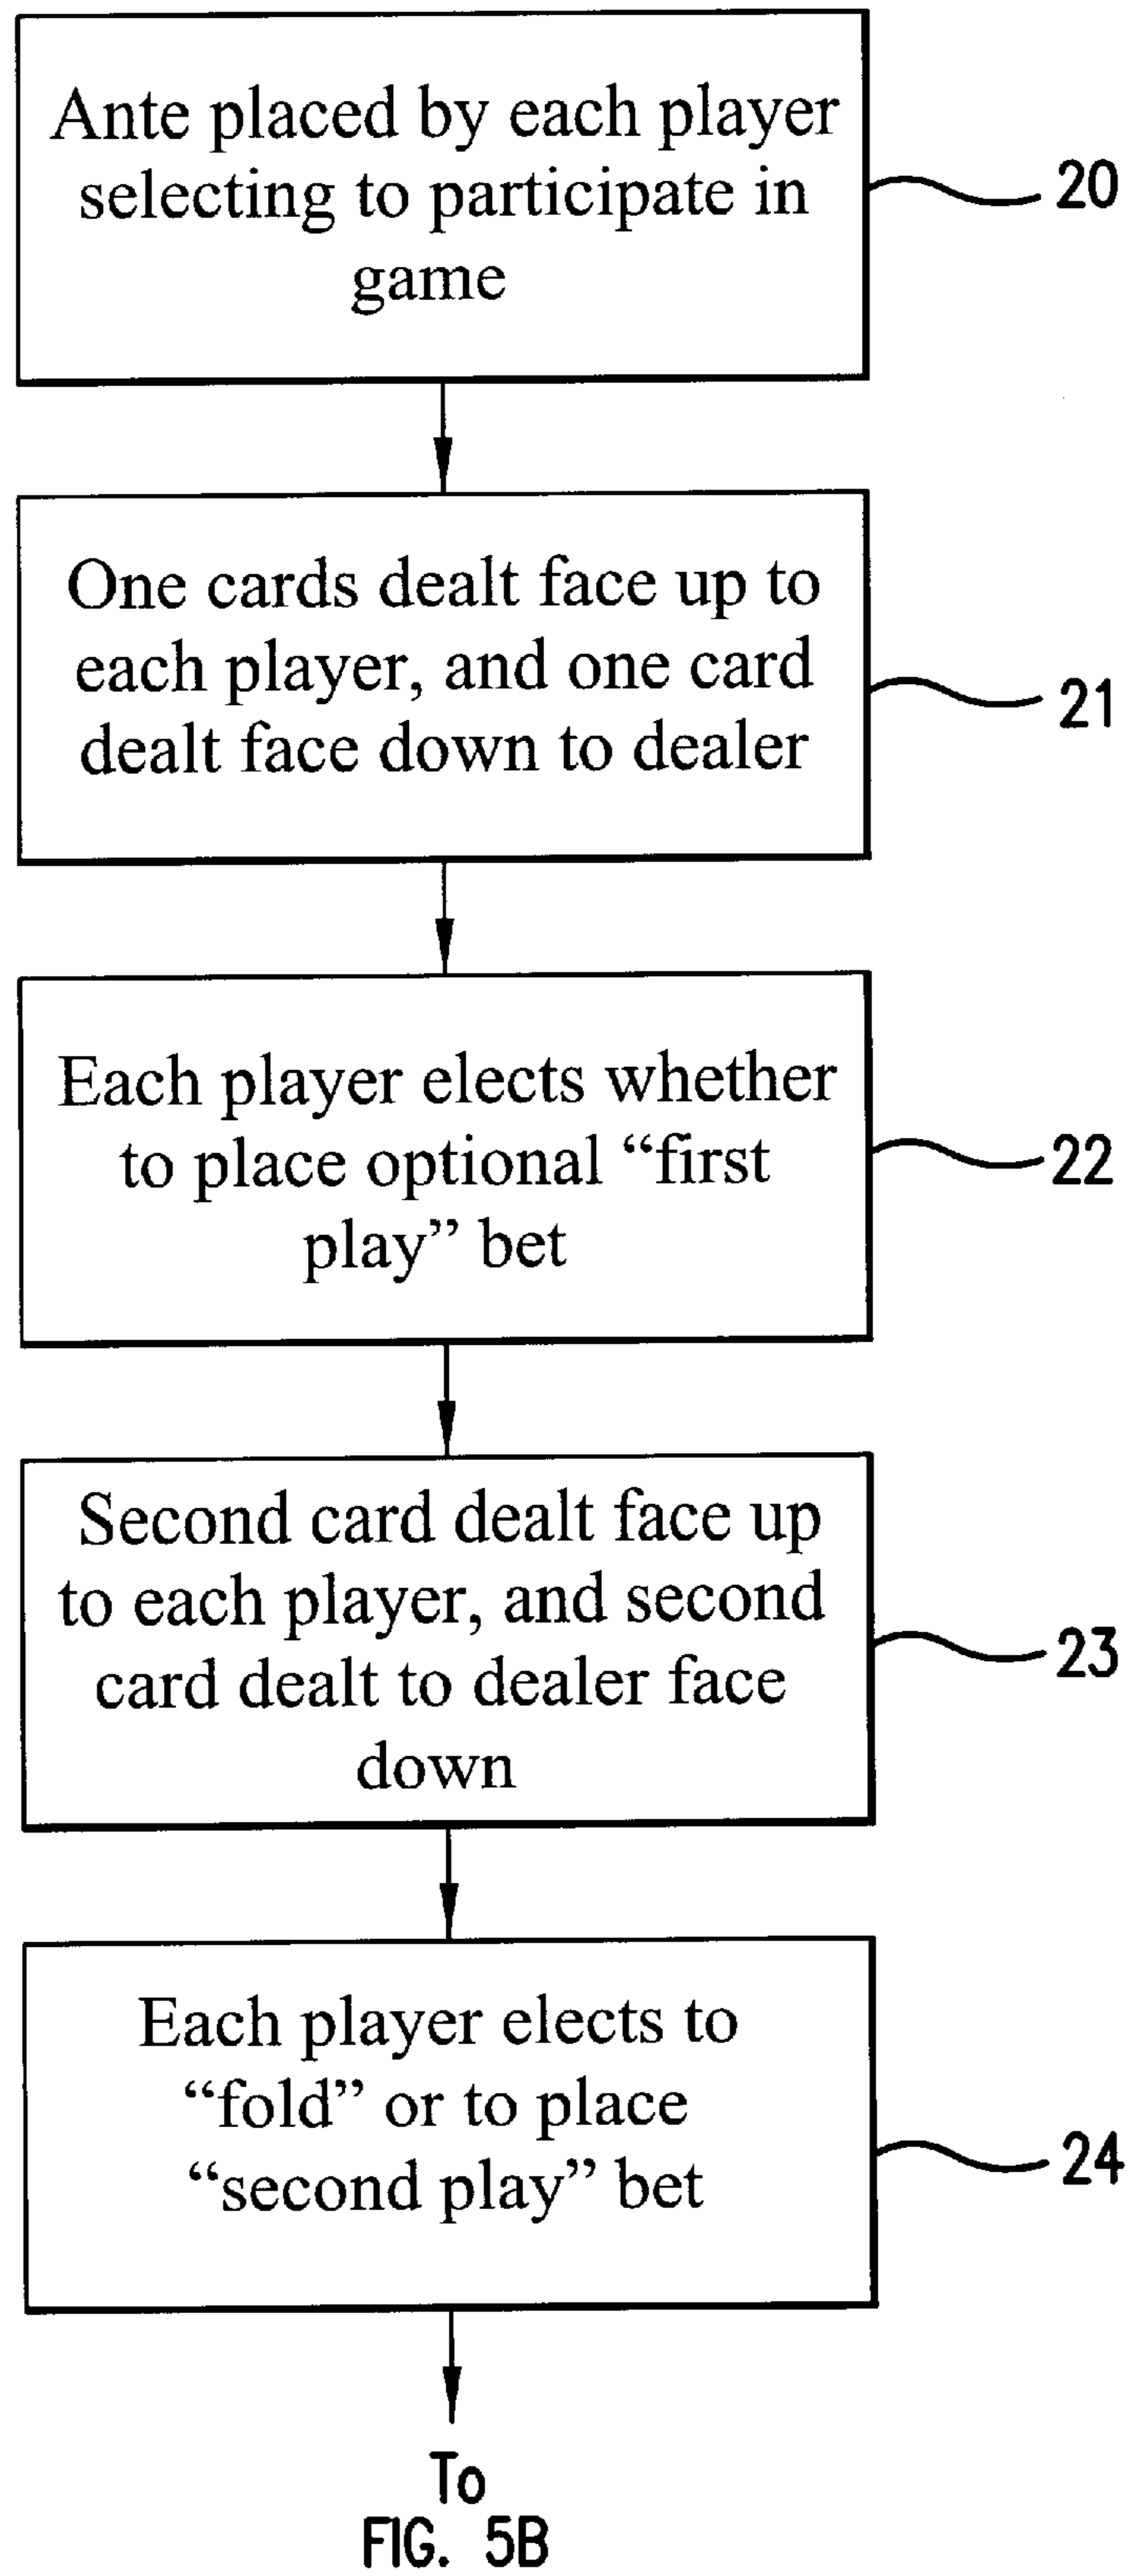 Ante placed by each player
selecting to participate in
game
20
One cards dealt face up to
each player, and one card
dealt face down to dealer
21
Each player elects whether
to place optional “first
play” bet
22
Second card dealt face up
to each player, and second
card dealt to dealer face
down
23
Each player elects to
“fold” or to place
“second play” bet
24
To
FIG. 5B